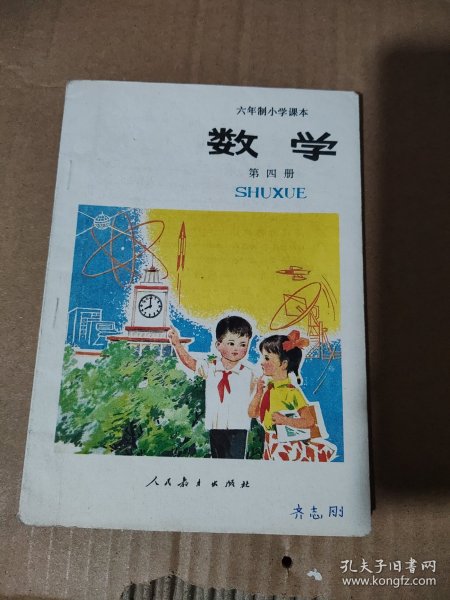 六年制小学课本
数学
第四册
SHUXUE
人民教育出版社
齐志刚
孔夫子旧书网
www.kongfz.com